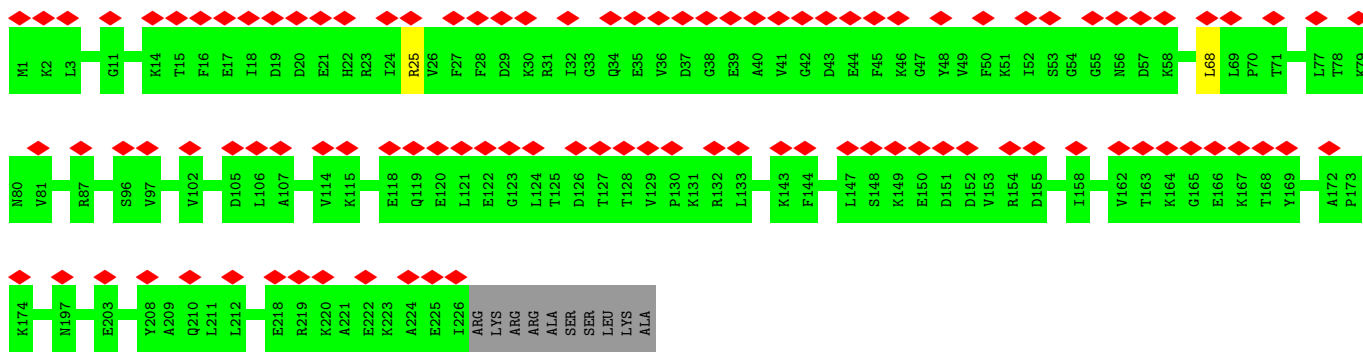 M1 K2 L3 G11 K14 T15 F16 E17 I18 D19 D20 E21 H22 R23 I24 R25 V26 F27 F28 D29 K30 R31 I32 G33 Q34 E35 V36 D37 G38 E39 A40 V41 G42 D43 E44 F45 K46 G47 Y48 V49 F50 K51 I52 S53 G54 G55 N56 D57 K58 L68 L69 P70 T71 L77 T78 K79
N80 V81 R87 S96 V97 V102 D105 L106 A107 V114 K115 E118 Q119 E120 L121 E122 G123 L124 T125 D126 T127 T128 V129 P130 K131 R132 L133 K143 F144 L147 S148 K149 E150 D151 D152 V153 R154 D155 I158 V162 T163 K164 G165 E166 K167 T168 Y169 A172 P173
K174 N197 E203 Y208 A209 Q210 L211 L212 E218 R219 K220 A221 E222 K223 A224 E225 I226 ARG LYS ARG ARG ALA SER SER LEU LYS ALA